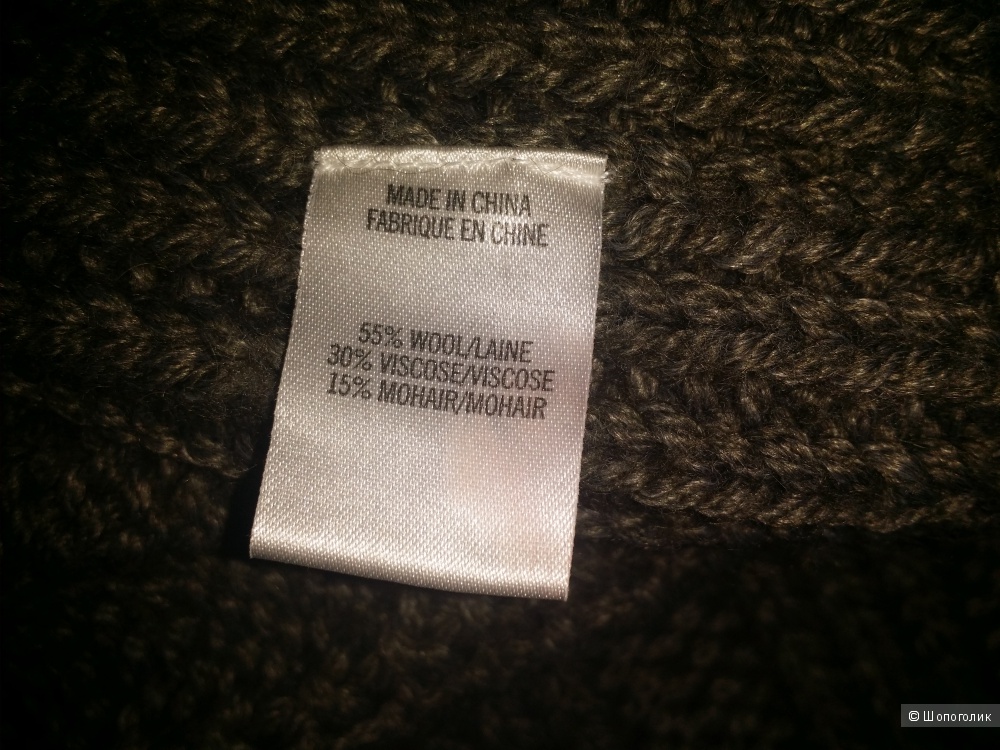 MADE IN CHINA
FABRIQUE EN CHINE
55% WOOL/LAINE
30% VISCOSE/VISCOSE
15% MOHAIR/MOHAIR
© Шопоголик